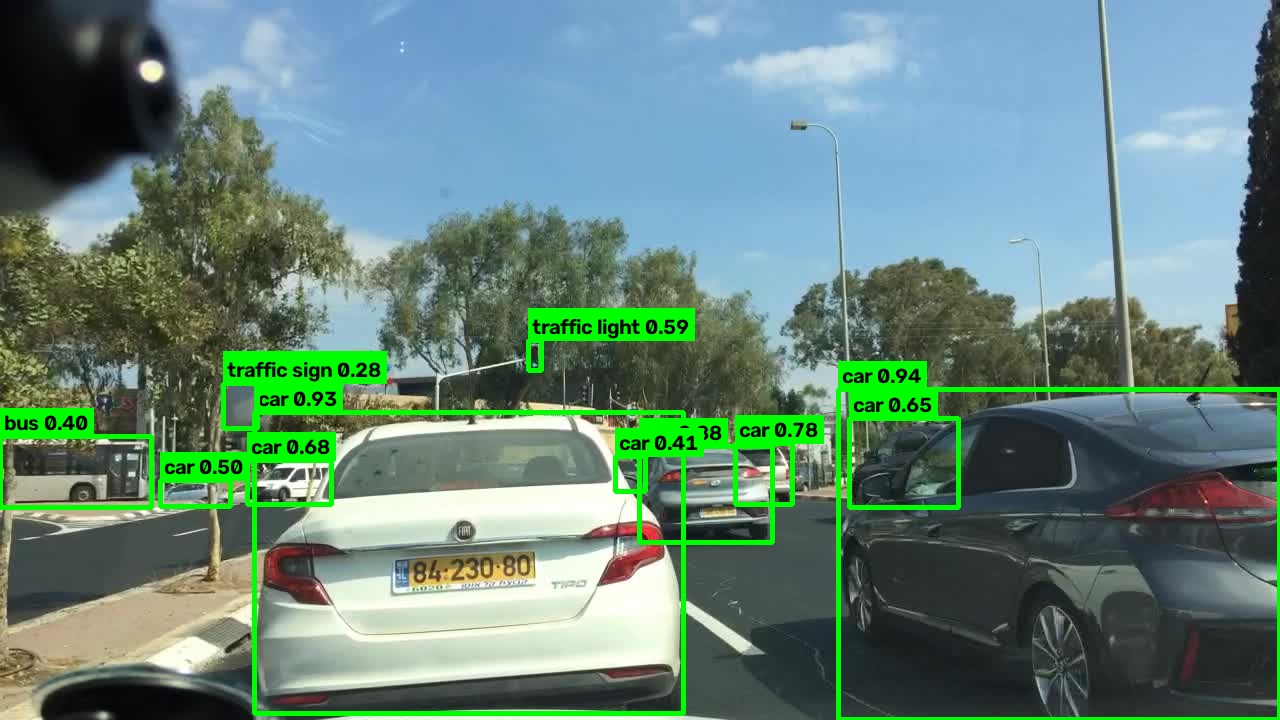 traffic light 0.59
traffic sign 0.28
car 0.94
car 0.93
car 0.65
bus 0.40
car 0.78
car 0.41
car 0.68
car 0.50
FIAT
84-230-80
TIPO